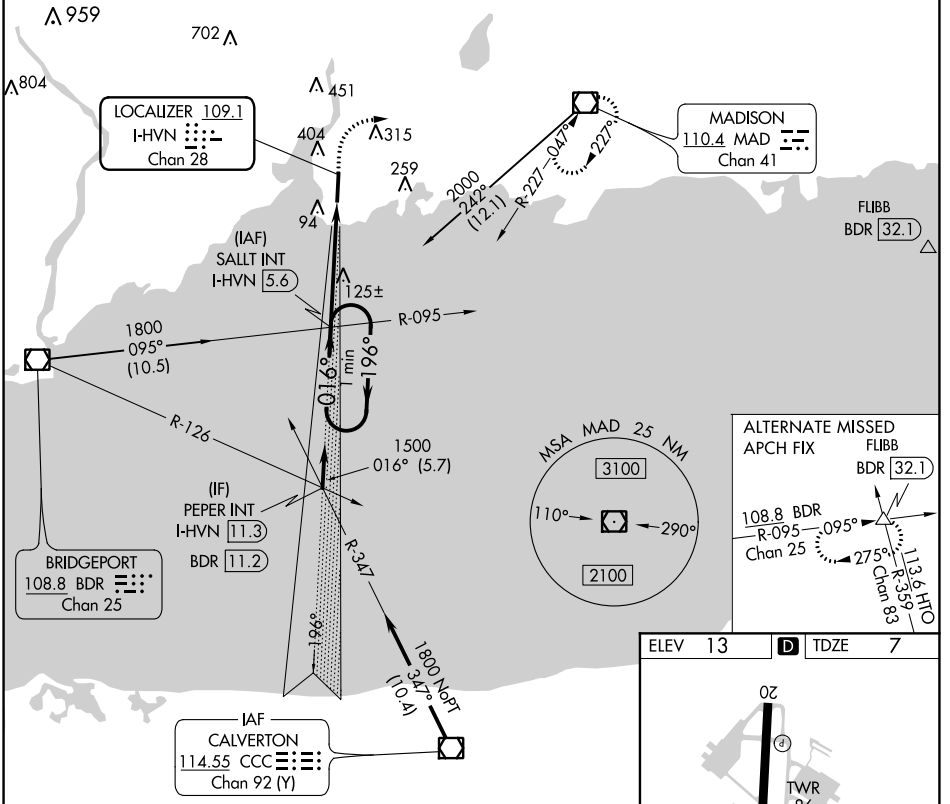 959
702
804
451
LOCALIZER 109.1
I-HVN
Chan 28
404
315
259
94
MADISON
110.4 MAD
Chan 41
2000
242°
(12.1)
R-227
047°
227°
FLIBB
BDR 32.1
(IAF)
SALLT INT
I-HVN 5.6
125±
1800
095°
(10.5)
R-095
016°
1 min
196°
R-126
1500
016° (5.7)
(IF)
PEPER INT
I-HVN 11.3
BDR 11.2
R-347
BRIDGEPORT
108.8 BDR
Chan 25
196°
1800 NoPT
347°
(10.4)
IAF
CALVERTON
114.55 CCC
Chan 92 (Y)
MSA MAD 25 NM
3100
110°
290°
2100
ALTERNATE MISSED
APCH FIX
FLIBB
BDR 32.1
108.8 BDR
R-095
095°
Chan 25
275°
113.6 HTO
R-359
Chan 83
ELEV 13
D
TDZE 7
20
P
TWR